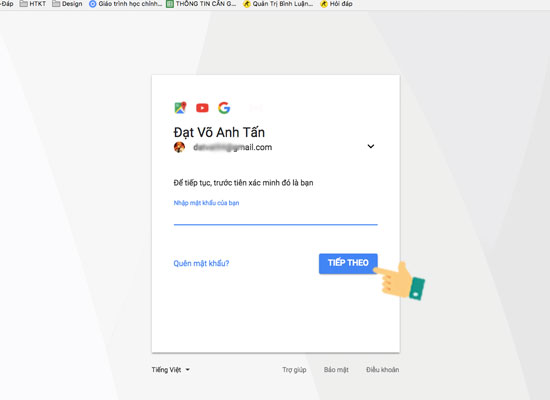 -Đáp HTKT Design Giáo trình học chính... THÔNG TIN CẦN G... Quản Trị Bình Luận... Hỏi đáp
Đạt Võ Anh Tấn
@gmail.com
Để tiếp tục, trước tiên xác minh đó là bạn
Nhập mật khẩu của bạn
Quên mật khẩu? TIẾP THEO
Tiếng Việt Trợ giúp Bảo mật Điều khoản